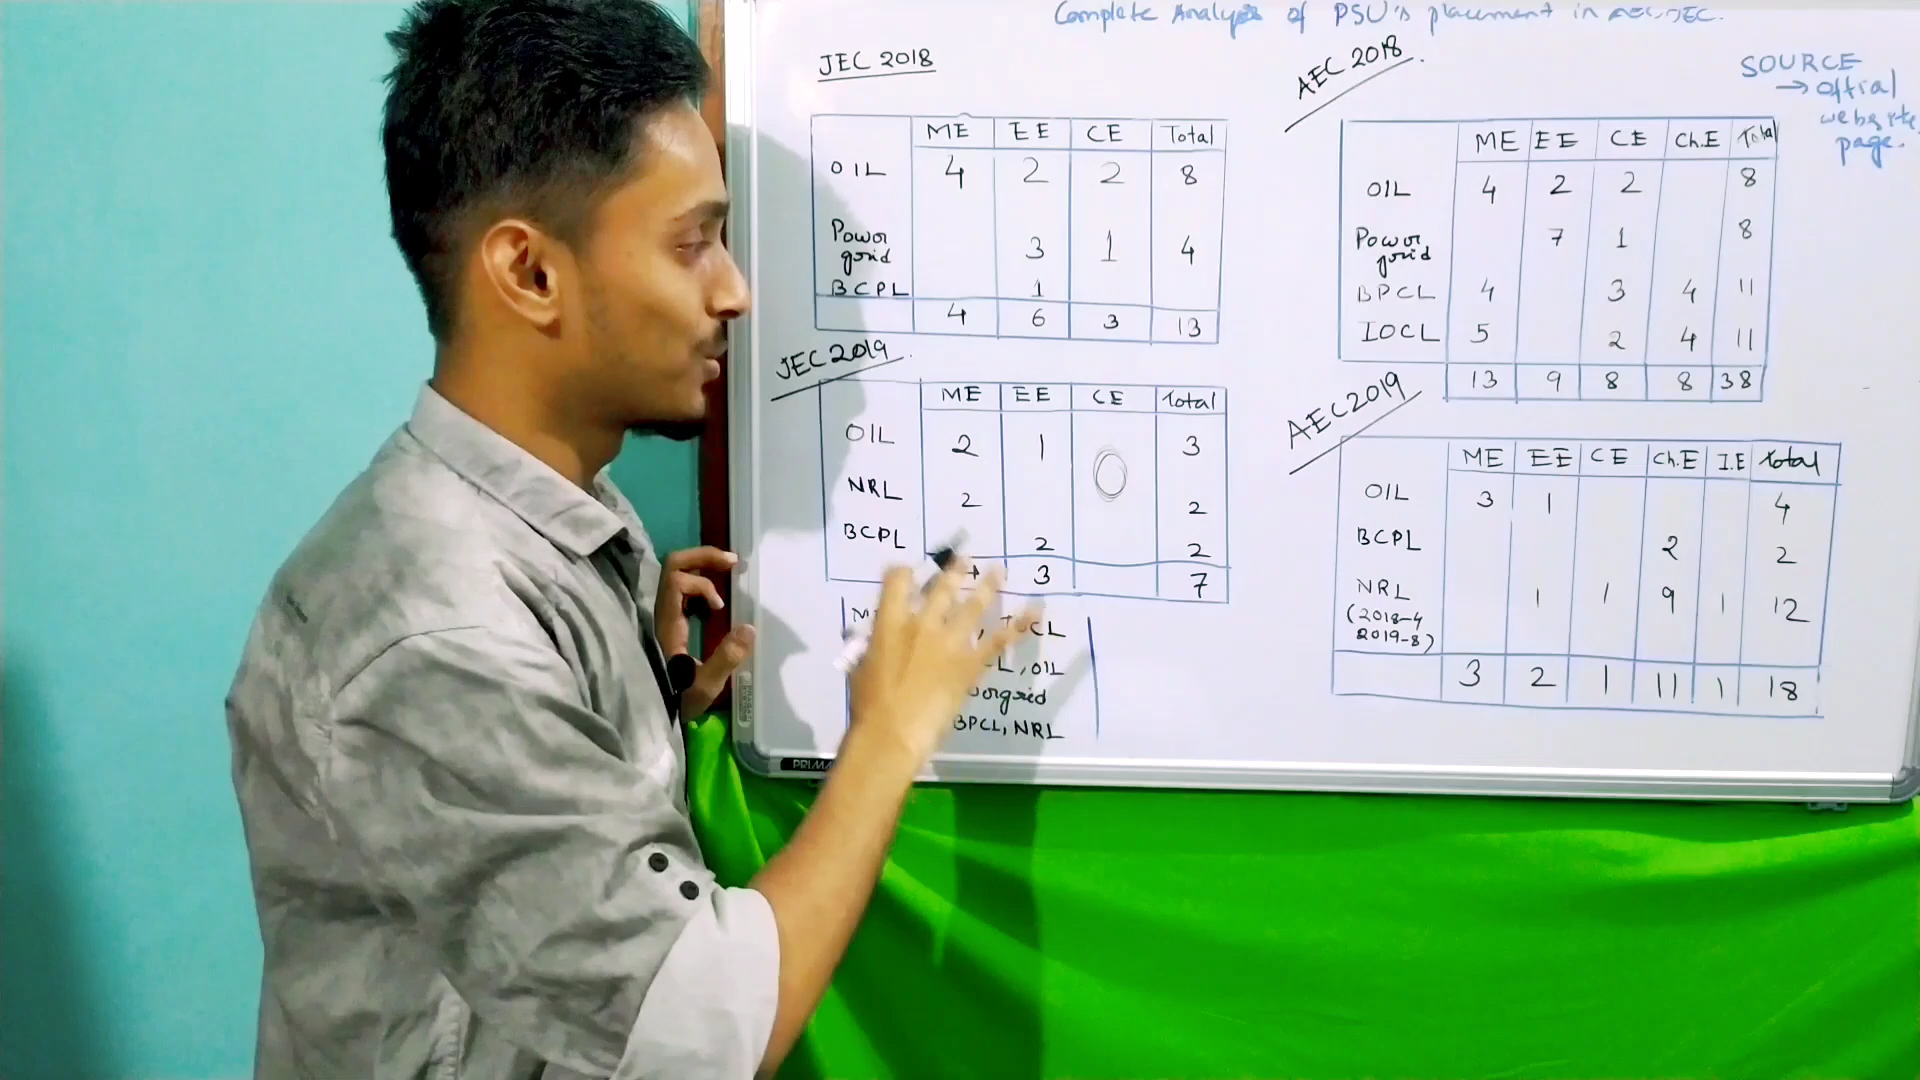 Complete Analysis of PSU's placement in AEC, JEC.
JEC 2018
ME EE CE Total
OIL 4 2 2 8
Power grid 3 1 4
BCPL 1
4 6 3 13
JEC 2019
ME EE CE Total
OIL 2 1 0 3
NRL 2 2
BCPL 2 2
3 7
IOCL
L, OIL
BPCL, NRL
AEC 2018
ME EE CE Ch.E Total
OIL 4 2 2 8
Power grid 7 1 8
BPCL 4 3 4 11
IOCL 5 2 4 11
13 9 8 8 38
AEC 2019
ME EE CE Ch.E I.E Total
OIL 3 1 4
BCPL 2 2
NRL 1 1 9 1 12
(2018-4
2019-8)
3 2 1 11 1 18
SOURCE
→ Offial
website
page.